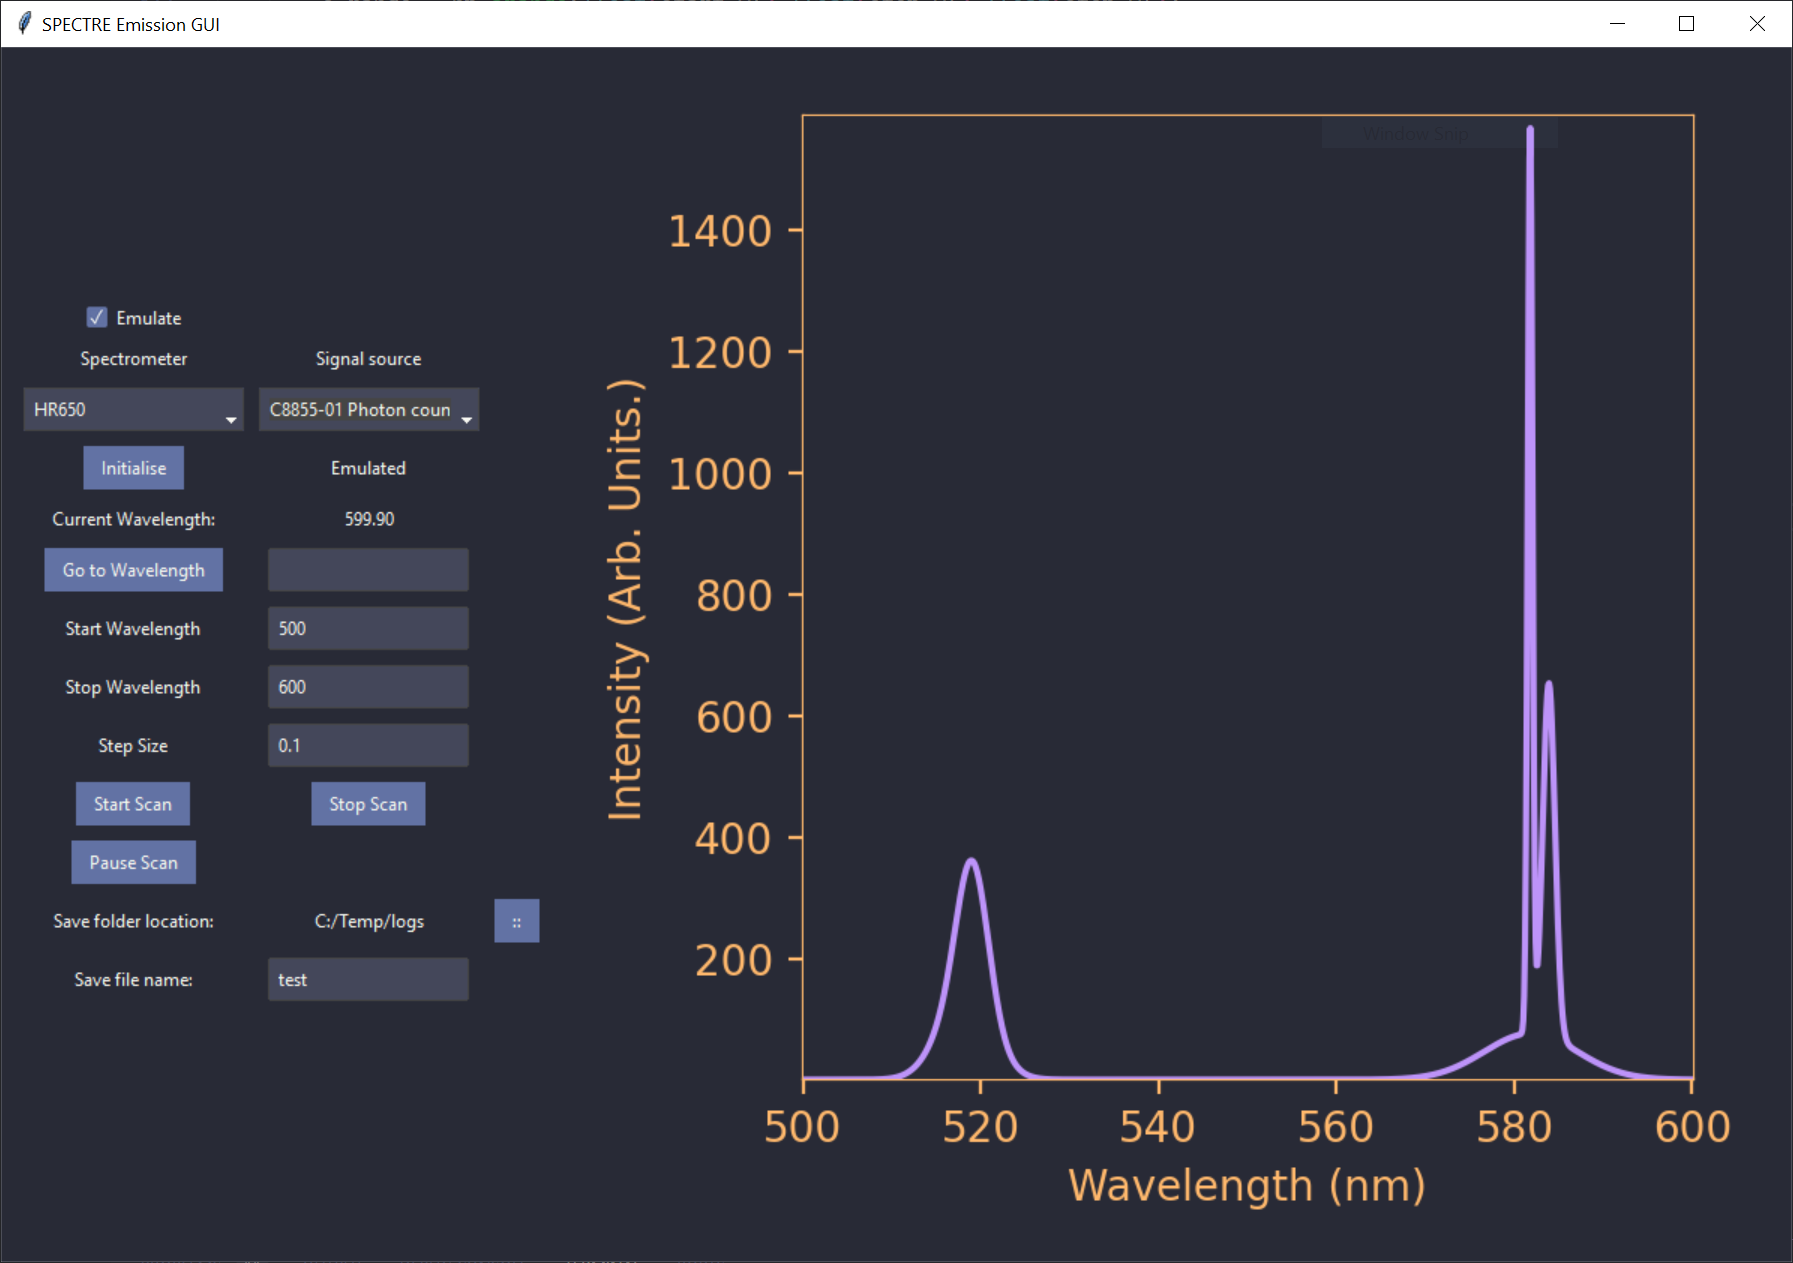 SPECTRE Emission GUI
Emulate
Spectrometer Signal source
HR650 C8855-01 Photon coun
Initialise Emulated
Current Wavelength: 599.90
Go to Wavelength
Start Wavelength 500
Stop Wavelength 600
Step Size 0.1
Start Scan Stop Scan
Pause Scan
Save folder location: C:/Temp/logs ::
Save file name: test
Window Snip
Intensity (Arb. Units.)
1400
1200
1000
800
600
400
200
500 520 540 560 580 600
Wavelength (nm)